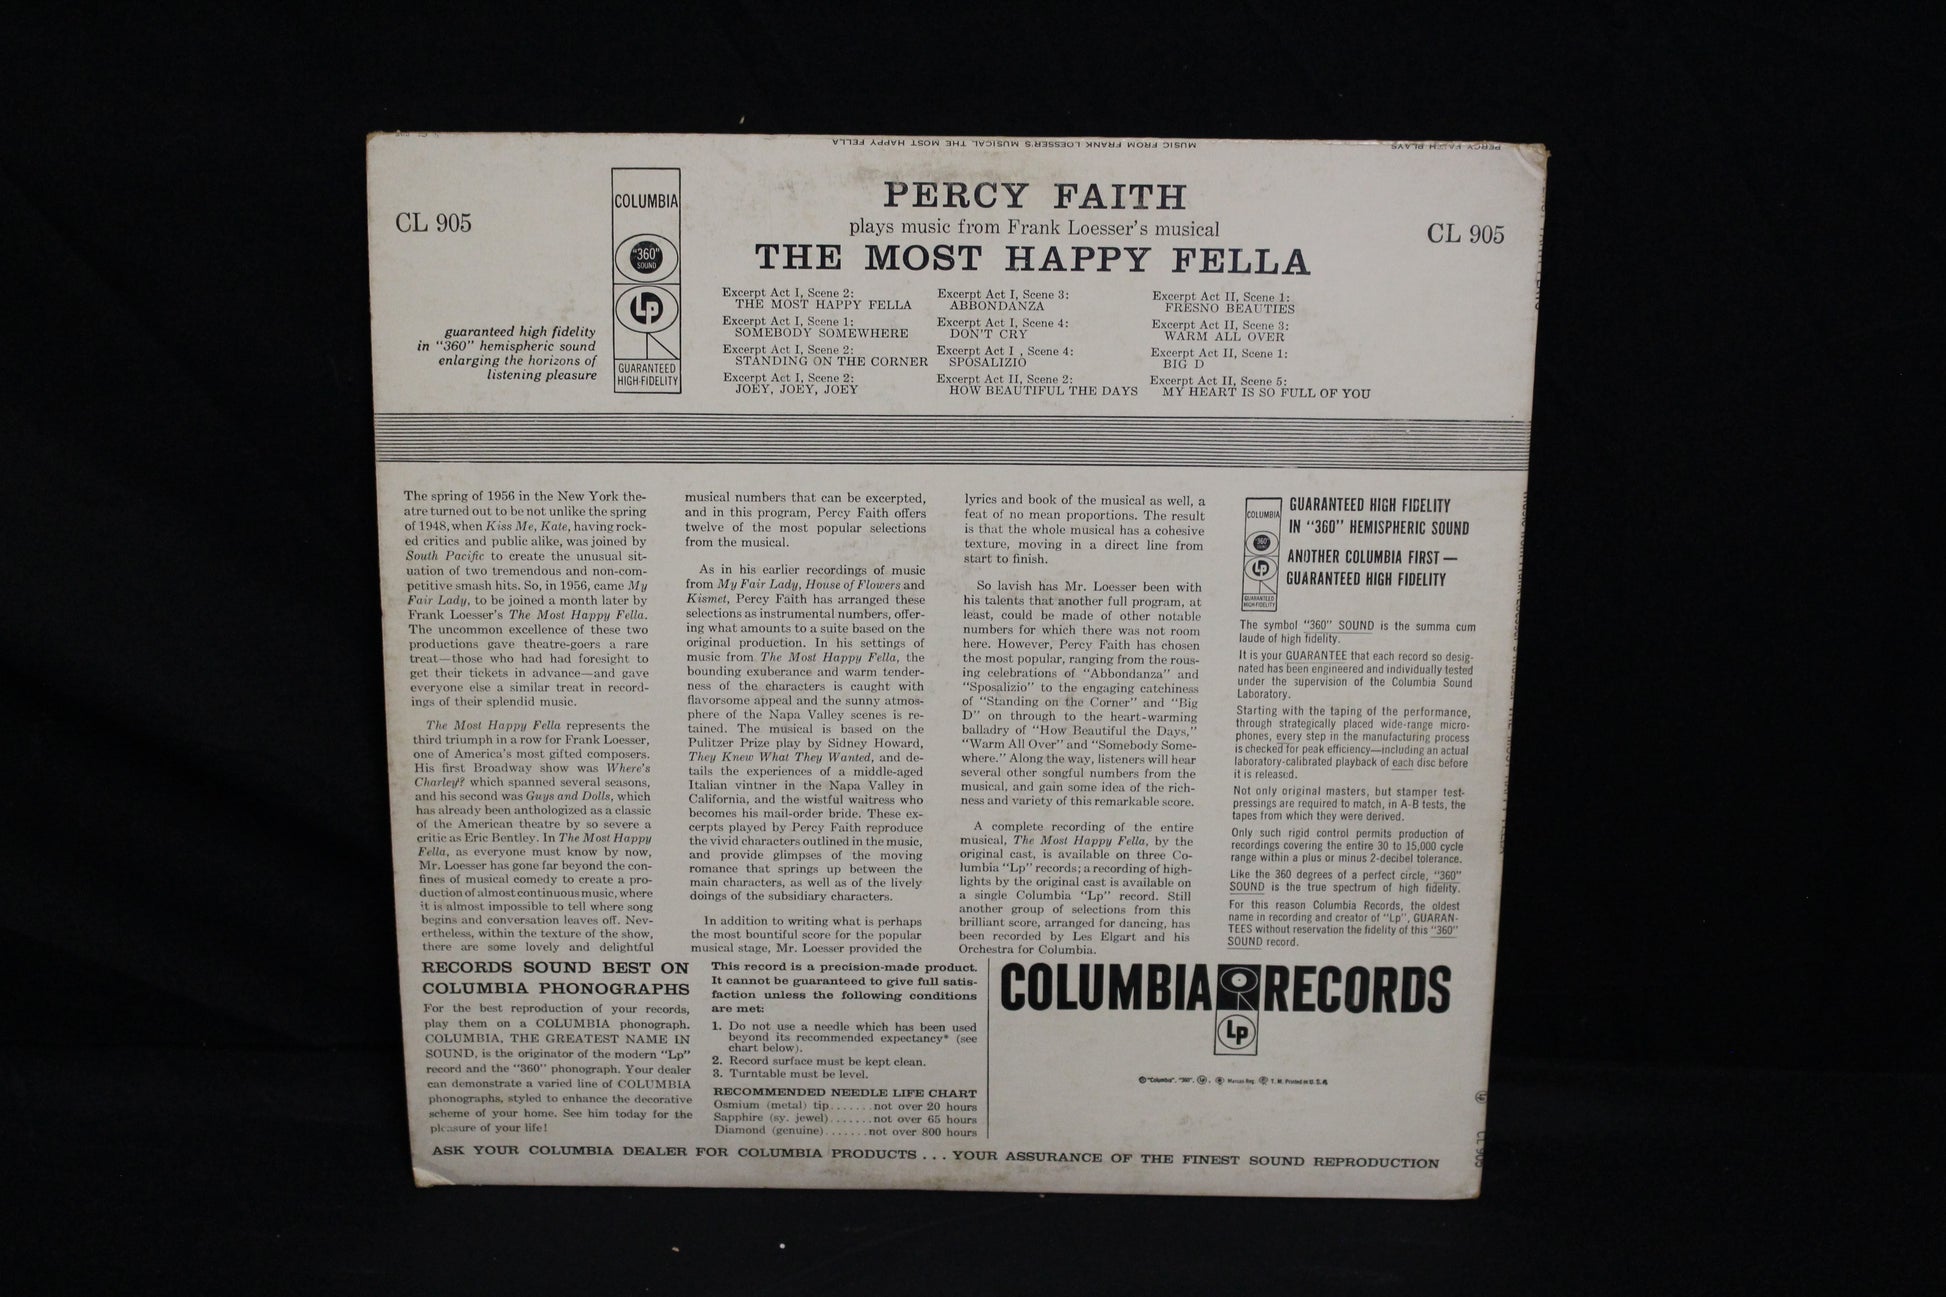 MUSIC FROM FRANK LOESSER'S MUSICAL THE MOST HAPPY FELLA
PERCY FAITH PLAYS
CL 905
COLUMBIA
"360"
SOUND
Lp
GUARANTEED
HIGH-FIDELITY
guaranteed high fidelity
in "360" hemispheric sound
enlarging the horizons of
listening pleasure
PERCY FAITH
plays music from Frank Loesser's musical
THE MOST HAPPY FELLA
CL 905
Excerpt Act I, Scene 2:
THE MOST HAPPY FELLA
Excerpt Act I, Scene 1:
SOMEBODY SOMEWHERE
Excerpt Act I, Scene 2:
STANDING ON THE CORNER
Excerpt Act I, Scene 2:
JOEY, JOEY, JOEY
Excerpt Act I, Scene 3:
ABBONDANZA
Excerpt Act I, Scene 4:
DON'T CRY
Excerpt Act I , Scene 4:
SPOSALIZIO
Excerpt Act II, Scene 2:
HOW BEAUTIFUL THE DAYS
Excerpt Act II, Scene 1:
FRESNO BEAUTIES
Excerpt Act II, Scene 3:
WARM ALL OVER
Excerpt Act II, Scene 1:
BIG D
Excerpt Act II, Scene 5:
MY HEART IS SO FULL OF YOU
The spring of 1956 in the New York the-
atre turned out to be not unlike the spring
of 1948, when Kiss Me, Kate, having rock-
ed critics and public alike, was joined by
South Pacific to create the unusual sit-
uation of two tremendous and non-com-
petitive smash hits. So, in 1956, came My
Fair Lady, to be joined a month later by
Frank Loesser's The Most Happy Fella.
The uncommon excellence of these two
productions gave theatre-goers a rare
treat—those who had had foresight to
get their tickets in advance—and gave
everyone else a similar treat in record-
ings of their splendid music.
The Most Happy Fella represents the
third triumph in a row for Frank Loesser,
one of America's most gifted composers.
His first Broadway show was Where's
Charley? which spanned several seasons,
and his second was Guys and Dolls, which
has already been anthologized as a classic
of the American theatre by so severe a
critic as Eric Bentley. In The Most Happy
Fella, as everyone must know by now,
Mr. Loesser has gone far beyond the con-
fines of musical comedy to create a pro-
duction of almost continuous music, where
it is almost impossible to tell where song
begins and conversation leaves off. Nev-
ertheless, within the texture of the show,
there are some lovely and delightful
musical numbers that can be excerpted,
and in this program, Percy Faith offers
twelve of the most popular selections
from the musical.
As in his earlier recordings of music
from My Fair Lady, House of Flowers and
Kismet, Percy Faith has arranged these
selections as instrumental numbers, offer-
ing what amounts to a suite based on the
original production. In his settings of
music from The Most Happy Fella, the
bounding exuberance and warm tender-
ness of the characters is caught with
flavorsome appeal and the sunny atmos-
phere of the Napa Valley scenes is re-
tained. The musical is based on the
Pulitzer Prize play by Sidney Howard,
They Knew What They Wanted, and de-
tails the experiences of a middle-aged
Italian vintner in the Napa Valley in
California, and the wistful waitress who
becomes his mail-order bride. These ex-
cerpts played by Percy Faith reproduce
the vivid characters outlined in the music,
and provide glimpses of the moving
romance that springs up between the
main characters, as well as of the lively
doings of the subsidiary characters.
In addition to writing what is perhaps
the most bountiful score for the popular
musical stage, Mr. Loesser provided the
lyrics and book of the musical as well, a
feat of no mean proportions. The result
is that the whole musical has a cohesive
texture, moving in a direct line from
start to finish.
So lavish has Mr. Loesser been with
his talents that another full program, at
least, could be made of other notable
numbers for which there was not room
here. However, Percy Faith has chosen
the most popular, ranging from the rous-
ing celebrations of "Abbondanza" and
"Sposalizio" to the engaging catchiness
of "Standing on the Corner" and "Big
D" on through to the heart-warming
balladry of "How Beautiful the Days,"
"Warm All Over" and "Somebody Some-
where." Along the way, listeners will hear
several other songful numbers from the
musical, and gain some idea of the rich-
ness and variety of this remarkable score.
A complete recording of the entire
musical, The Most Happy Fella, by the
original cast, is available on three Co-
lumbia "Lp" records; a recording of high-
lights by the original cast is available on
a single Columbia "Lp" record. Still
another group of selections from this
brilliant score, arranged for dancing, has
been recorded by Les Elgart and his
Orchestra for Columbia.
COLUMBIA
"360"
SOUND
Lp
GUARANTEED
HIGH-FIDELITY
GUARANTEED HIGH FIDELITY
IN "360" HEMISPHERIC SOUND
ANOTHER COLUMBIA FIRST—
GUARANTEED HIGH FIDELITY
The symbol "360" SOUND is the summa cum
laude of high fidelity.
It is your GUARANTEE that each record so desig-
nated has been engineered and individually tested
under the supervision of the Columbia Sound
Laboratory.
Starting with the taping of the performance,
through strategically placed wide-range micro-
phones, every step in the manufacturing process
is checked for peak efficiency—including an actual
laboratory-calibrated playback of each disc before
it is released.
Not only original masters, but stamper test-
pressings are required to match, in A-B tests, the
tapes from which they were derived.
Only such rigid control permits production of
recordings covering the entire 30 to 15,000 cycle
range within a plus or minus 2-decibel tolerance.
Like the 360 degrees of a perfect circle, "360"
SOUND is the true spectrum of high fidelity.
For this reason Columbia Records, the oldest
name in recording and creator of "Lp", GUARAN-
TEES without reservation the fidelity of this "360"
SOUND record.
RECORDS SOUND BEST ON
COLUMBIA PHONOGRAPHS
For the best reproduction of your records,
play them on a COLUMBIA phonograph.
COLUMBIA, THE GREATEST NAME IN
SOUND, is the originator of the modern "Lp"
record and the "360" phonograph. Your dealer
can demonstrate a varied line of COLUMBIA
phonographs, styled to enhance the decorative
scheme of your home. See him today for the
pleasure of your life!
This record is a precision-made product.
It cannot be guaranteed to give full satis-
faction unless the following conditions
are met:
1. Do not use a needle which has been used
beyond its recommended expectancy* (see
chart below).
2. Record surface must be kept clean.
3. Turntable must be level.
RECOMMENDED NEEDLE LIFE CHART
Osmium (metal) tip.......not over 20 hours
Sapphire (sy. jewel).......not over 65 hours
Diamond (genuine).......not over 800 hours
COLUMBIA RECORDS
Lp
® "Columbia", "360", Lp, Marcas Reg. T. M. Printed in U. S. A.
ASK YOUR COLUMBIA DEALER FOR COLUMBIA PRODUCTS . . . YOUR ASSURANCE OF THE FINEST SOUND REPRODUCTION
CL 905